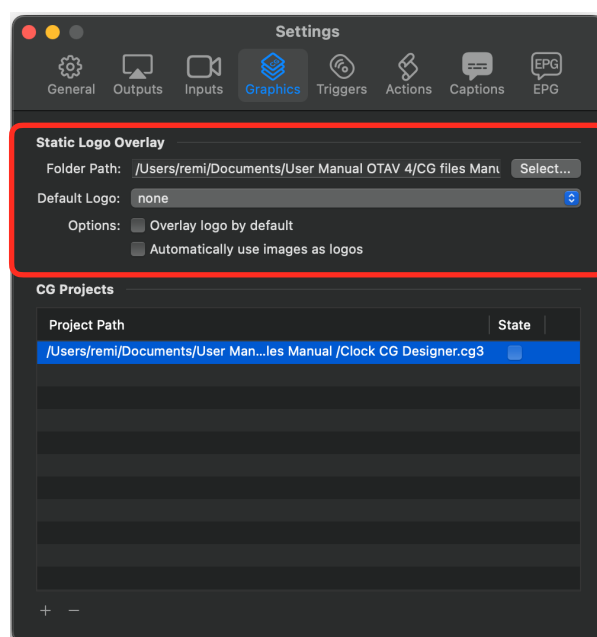 Settings
General Outputs Inputs Graphics Triggers Actions Captions EPG EPG
Static Logo Overlay
Folder Path: /Users/remi/Documents/User Manual OTAV 4/CG files Manu Select...
Default Logo: none
Options: Overlay logo by default
Automatically use images as logos
CG Projects
Project Path State
/Users/remi/Documents/User Man...les Manual /Clock CG Designer.cg3